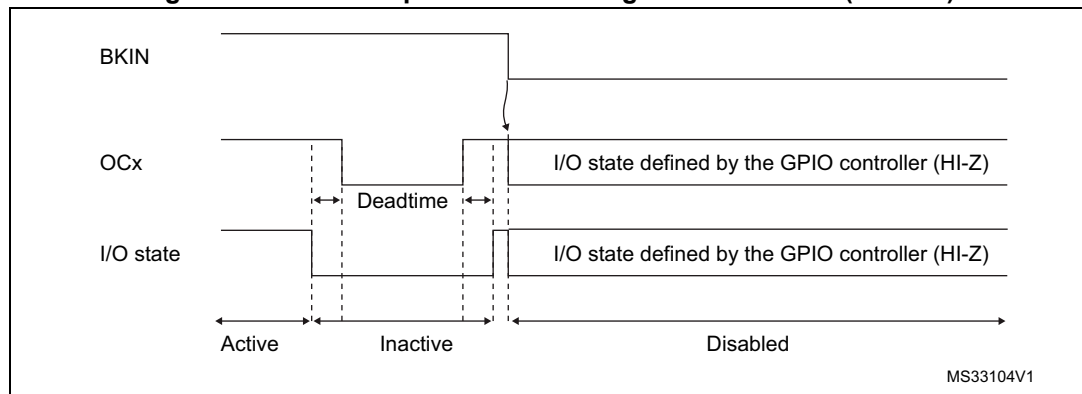 BKIN
OCx
I/O state defined by the GPIO controller (HI-Z)
Deadtime
I/O state
I/O state defined by the GPIO controller (HI-Z)
Active
Inactive
Disabled
MS33104V1